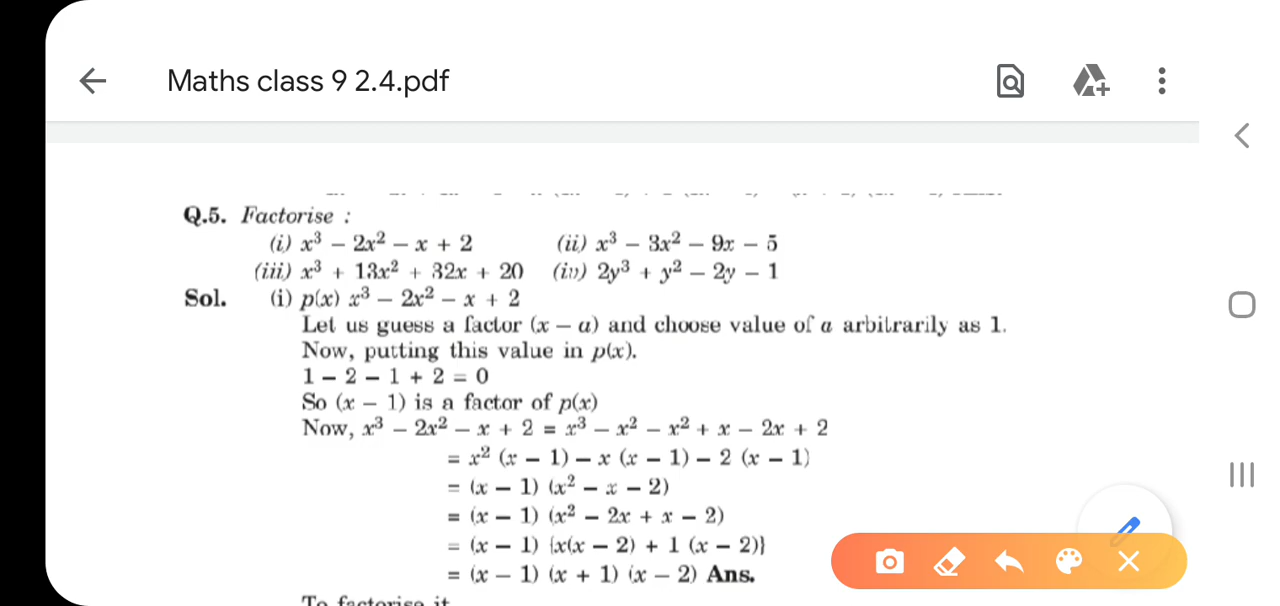 Maths class 9 2.4.pdf
Q.5. Factorise :
(i) x³ – 2x² – x + 2 (ii) x³ – 3x² – 9x – 5
(iii) x³ + 13x² + 32x + 20 (iv) 2y³ + y² – 2y – 1
Sol. (i) p(x) x³ – 2x² – x + 2
Let us guess a factor (x – a) and choose value of a arbitrarily as 1.
Now, putting this value in p(x).
1 – 2 – 1 + 2 = 0
So (x – 1) is a factor of p(x)
Now, x³ – 2x² – x + 2 = x³ – x² – x² + x – 2x + 2
= x² (x – 1) – x (x – 1) – 2 (x – 1)
= (x – 1) (x² – x – 2)
= (x – 1) (x² – 2x + x – 2)
= (x – 1) {x(x – 2) + 1 (x – 2)}
= (x – 1) (x + 1) (x – 2) Ans.
To factorise it